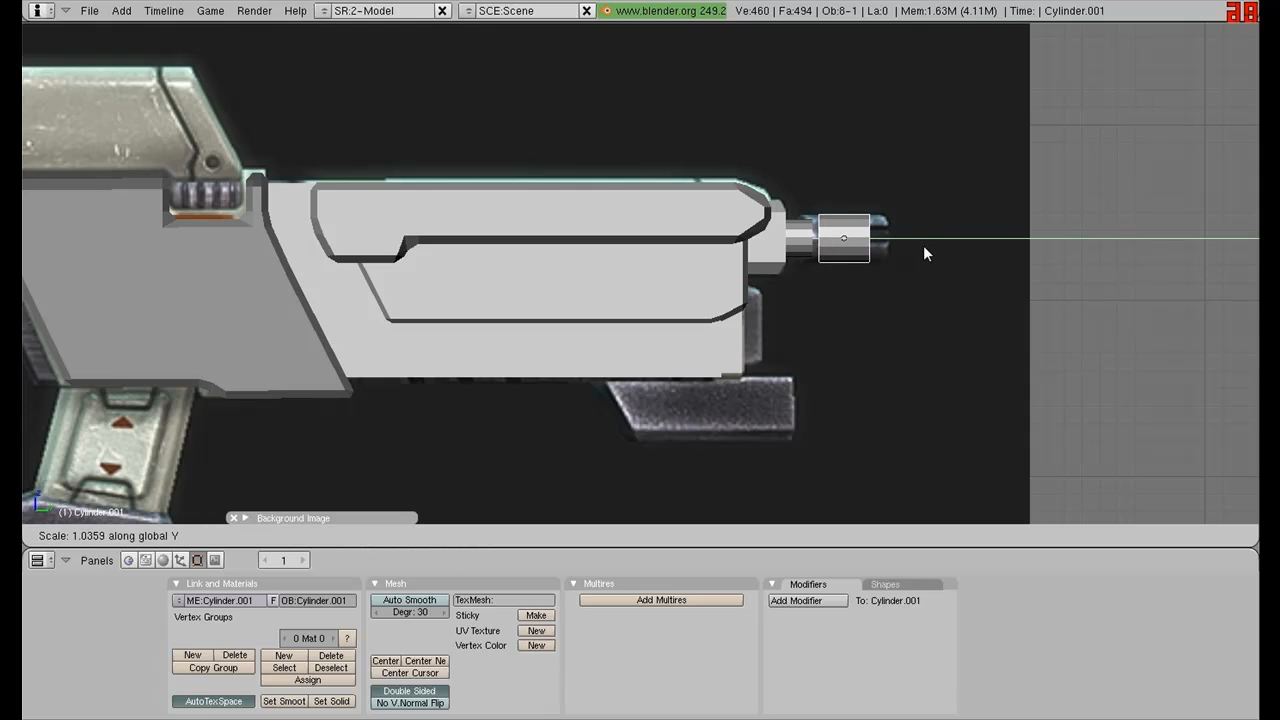 File Add Timeline Game Render Help SR:2-Model SCE:Scene www.blender.org 249.2 Ve:460 | Fa:494 | Ob:8-1 | La:0 | Mem:1.63M (4.11M) | Time: | Cylinder.001 28
(1) Cylinder.001
Background Image
Scale: 1.0359 along global Y
Panels 1
Link and Materials Mesh Multires Modifiers Shapes
ME:Cylinder.001 F OB:Cylinder.001 Auto Smooth TexMesh: Add Multires Add Modifier To: Cylinder.001
Vertex Groups Degr: 30 Sticky Make
UV Texture New
0 Mat 0 ? Vertex Color New
New Delete New Delete Center Center Ne
Copy Group Select Deselect Center Cursor
Assign
AutoTexSpace Set Smoot Set Solid Double Sided
No V.Normal Flip